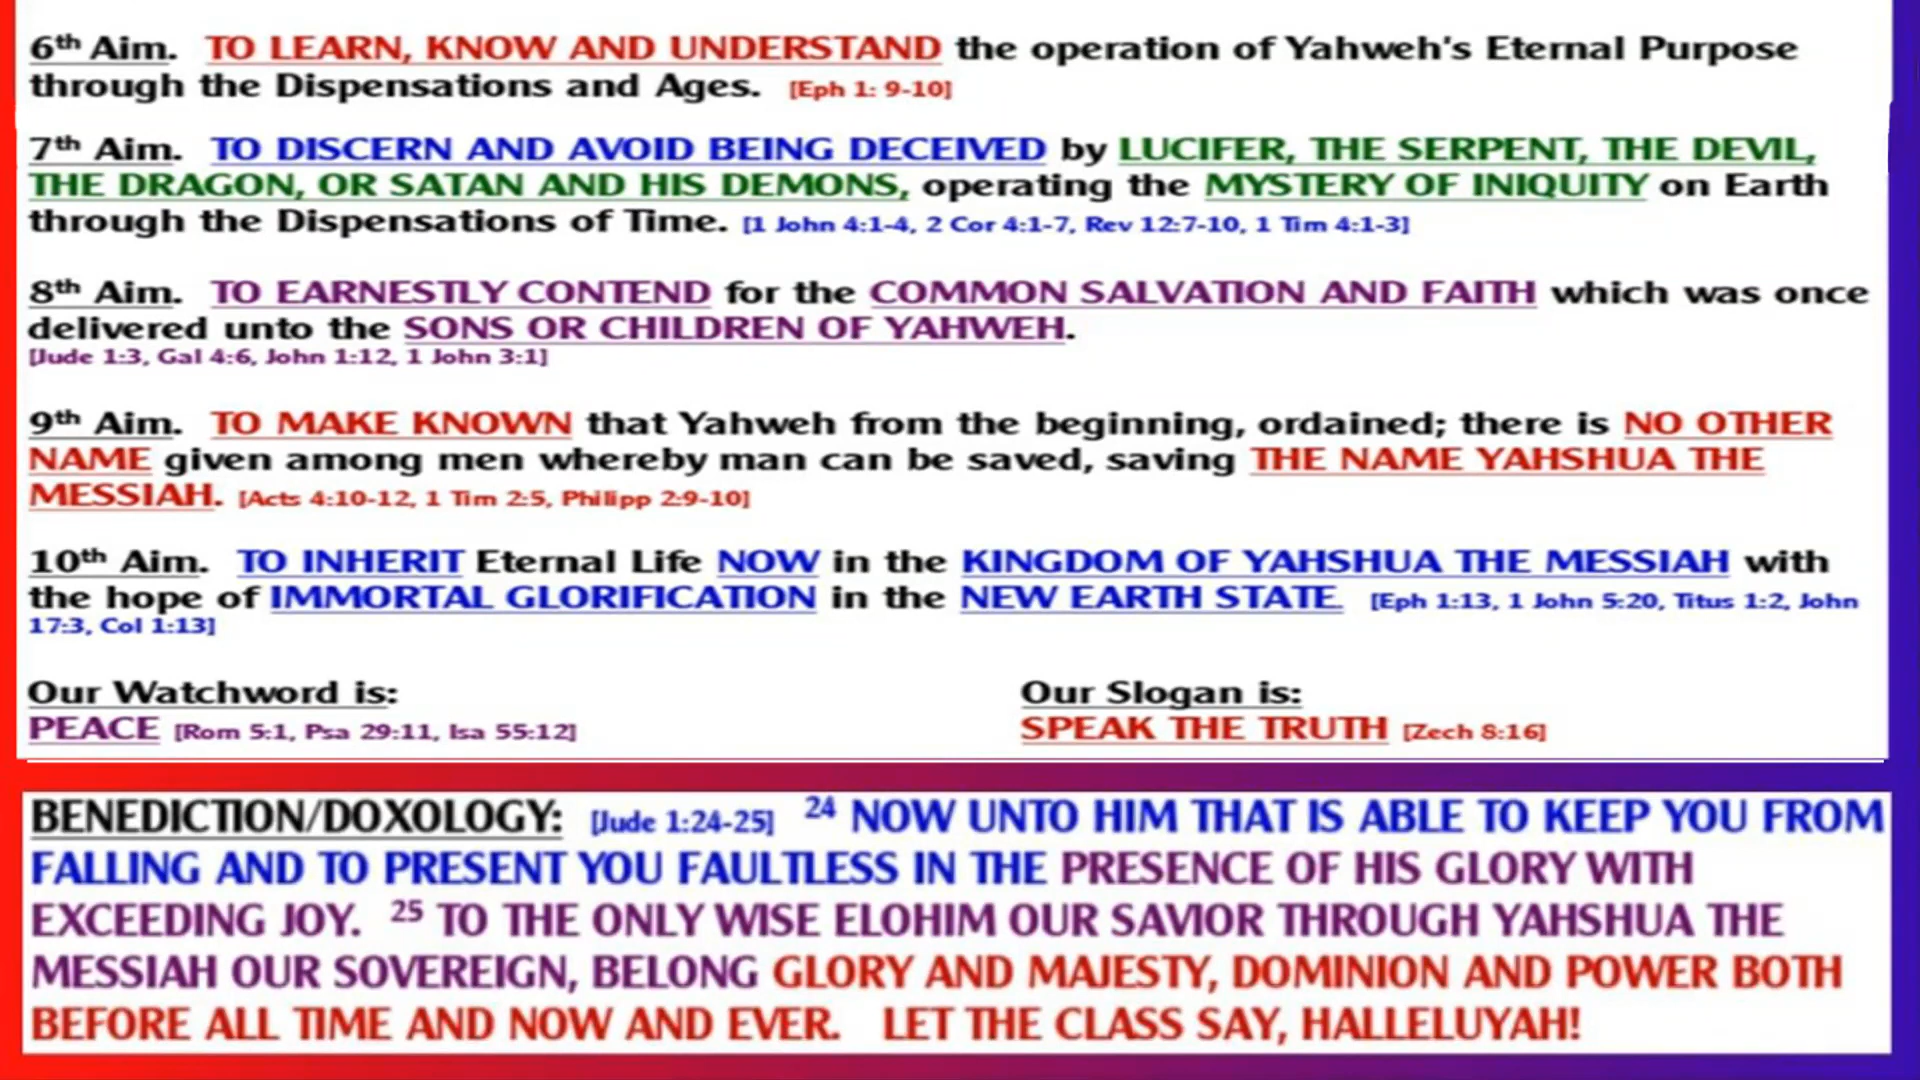 6th Aim. TO LEARN, KNOW AND UNDERSTAND the operation of Yahweh's Eternal Purpose
through the Dispensations and Ages. [Eph 1: 9-10]
7th Aim. TO DISCERN AND AVOID BEING DECEIVED by LUCIFER, THE SERPENT, THE DEVIL,
THE DRAGON, OR SATAN AND HIS DEMONS, operating the MYSTERY OF INIQUITY on Earth
through the Dispensations of Time. [1 John 4:1-4, 2 Cor 4:1-7, Rev 12:7-10, 1 Tim 4:1-3]
8th Aim. TO EARNESTLY CONTEND for the COMMON SALVATION AND FAITH which was once
delivered unto the SONS OR CHILDREN OF YAHWEH.
[Jude 1:3, Gal 4:6, John 1:12, 1 John 3:1]
9th Aim. TO MAKE KNOWN that Yahweh from the beginning, ordained; there is NO OTHER
NAME given among men whereby man can be saved, saving THE NAME YAHSHUA THE
MESSIAH. [Acts 4:10-12, 1 Tim 2:5, Philipp 2:9-10]
10th Aim. TO INHERIT Eternal Life NOW in the KINGDOM OF YAHSHUA THE MESSIAH with
the hope of IMMORTAL GLORIFICATION in the NEW EARTH STATE. [Eph 1:13, 1 John 5:20, Titus 1:2, John
17:3, Col 1:13]
Our Watchword is:
PEACE [Rom 5:1, Psa 29:11, Isa 55:12]
Our Slogan is:
SPEAK THE TRUTH [Zech 8:16]
BENEDICTION/DOXOLOGY: [Jude 1:24-25] 24 NOW UNTO HIM THAT IS ABLE TO KEEP YOU FROM
FALLING AND TO PRESENT YOU FAULTLESS IN THE PRESENCE OF HIS GLORY WITH
EXCEEDING JOY. 25 TO THE ONLY WISE ELOHIM OUR SAVIOR THROUGH YAHSHUA THE
MESSIAH OUR SOVEREIGN, BELONG GLORY AND MAJESTY, DOMINION AND POWER BOTH
BEFORE ALL TIME AND NOW AND EVER. LET THE CLASS SAY, HALLELUYAH!